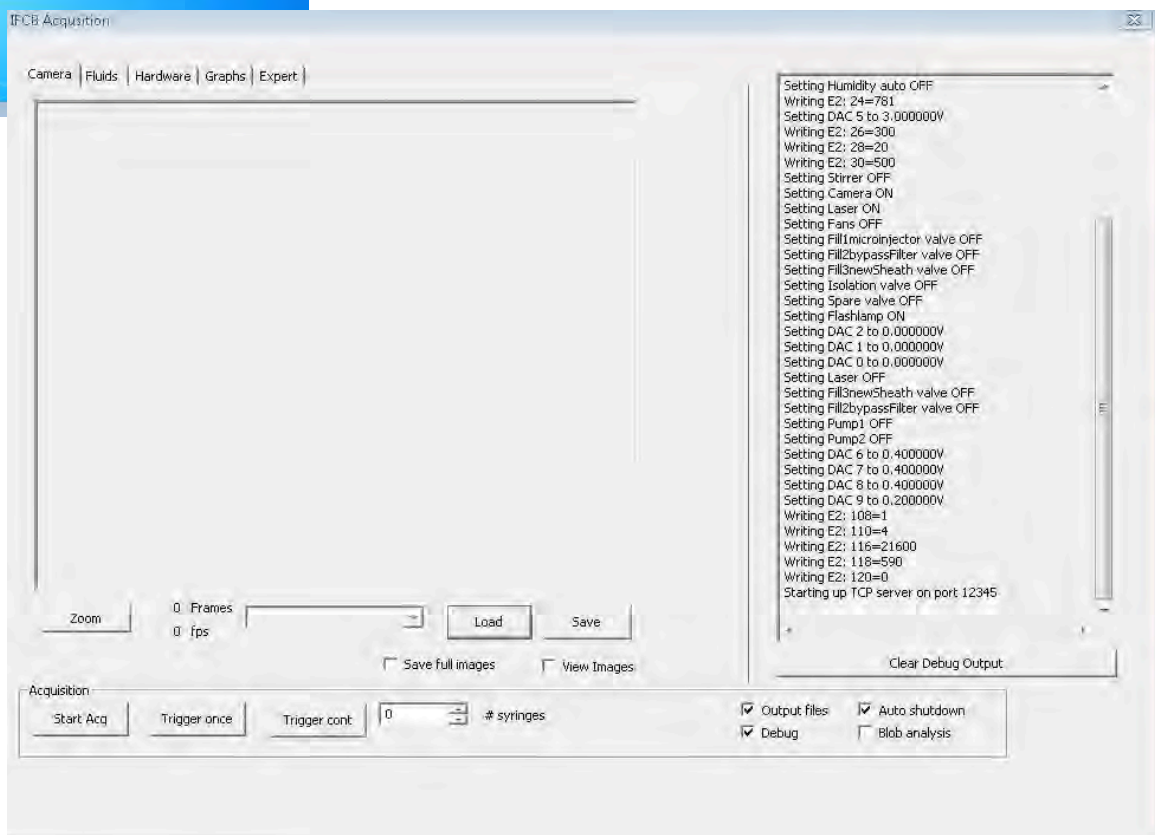 IFCB Acqusition
Camera Fluids Hardware Graphs Expert
Setting Humidity auto OFF
Writing E2: 24=781
Setting DAC 5 to 3.000000V
Writing E2: 26=300
Writing E2: 28=20
Writing E2: 30=500
Setting Stirrer OFF
Setting Camera ON
Setting Laser ON
Setting Fans OFF
Setting Fill1microinjector valve OFF
Setting Fill2bypassFilter valve OFF
Setting Fill3newSheath valve OFF
Setting Isolation valve OFF
Setting Spare valve OFF
Setting Flashlamp ON
Setting DAC 2 to 0.000000V
Setting DAC 1 to 0.000000V
Setting DAC 0 to 0.000000V
Setting Laser OFF
Setting Fill3newSheath valve OFF
Setting Fill2bypassFilter valve OFF
Setting Pump1 OFF
Setting Pump2 OFF
Setting DAC 6 to 0.400000V
Setting DAC 7 to 0.400000V
Setting DAC 8 to 0.400000V
Setting DAC 9 to 0.200000V
Writing E2: 108=1
Writing E2: 110=4
Writing E2: 116=21600
Writing E2: 118=590
Writing E2: 120=0
Starting up TCP server on port 12345
Zoom
0 Frames
0 fps
Load
Save
Save full images
View Images
Clear Debug Output
Acquisition
Start Acq
Trigger once
Trigger cont
0
# syringes
Output files
Auto shutdown
Debug
Blob analysis